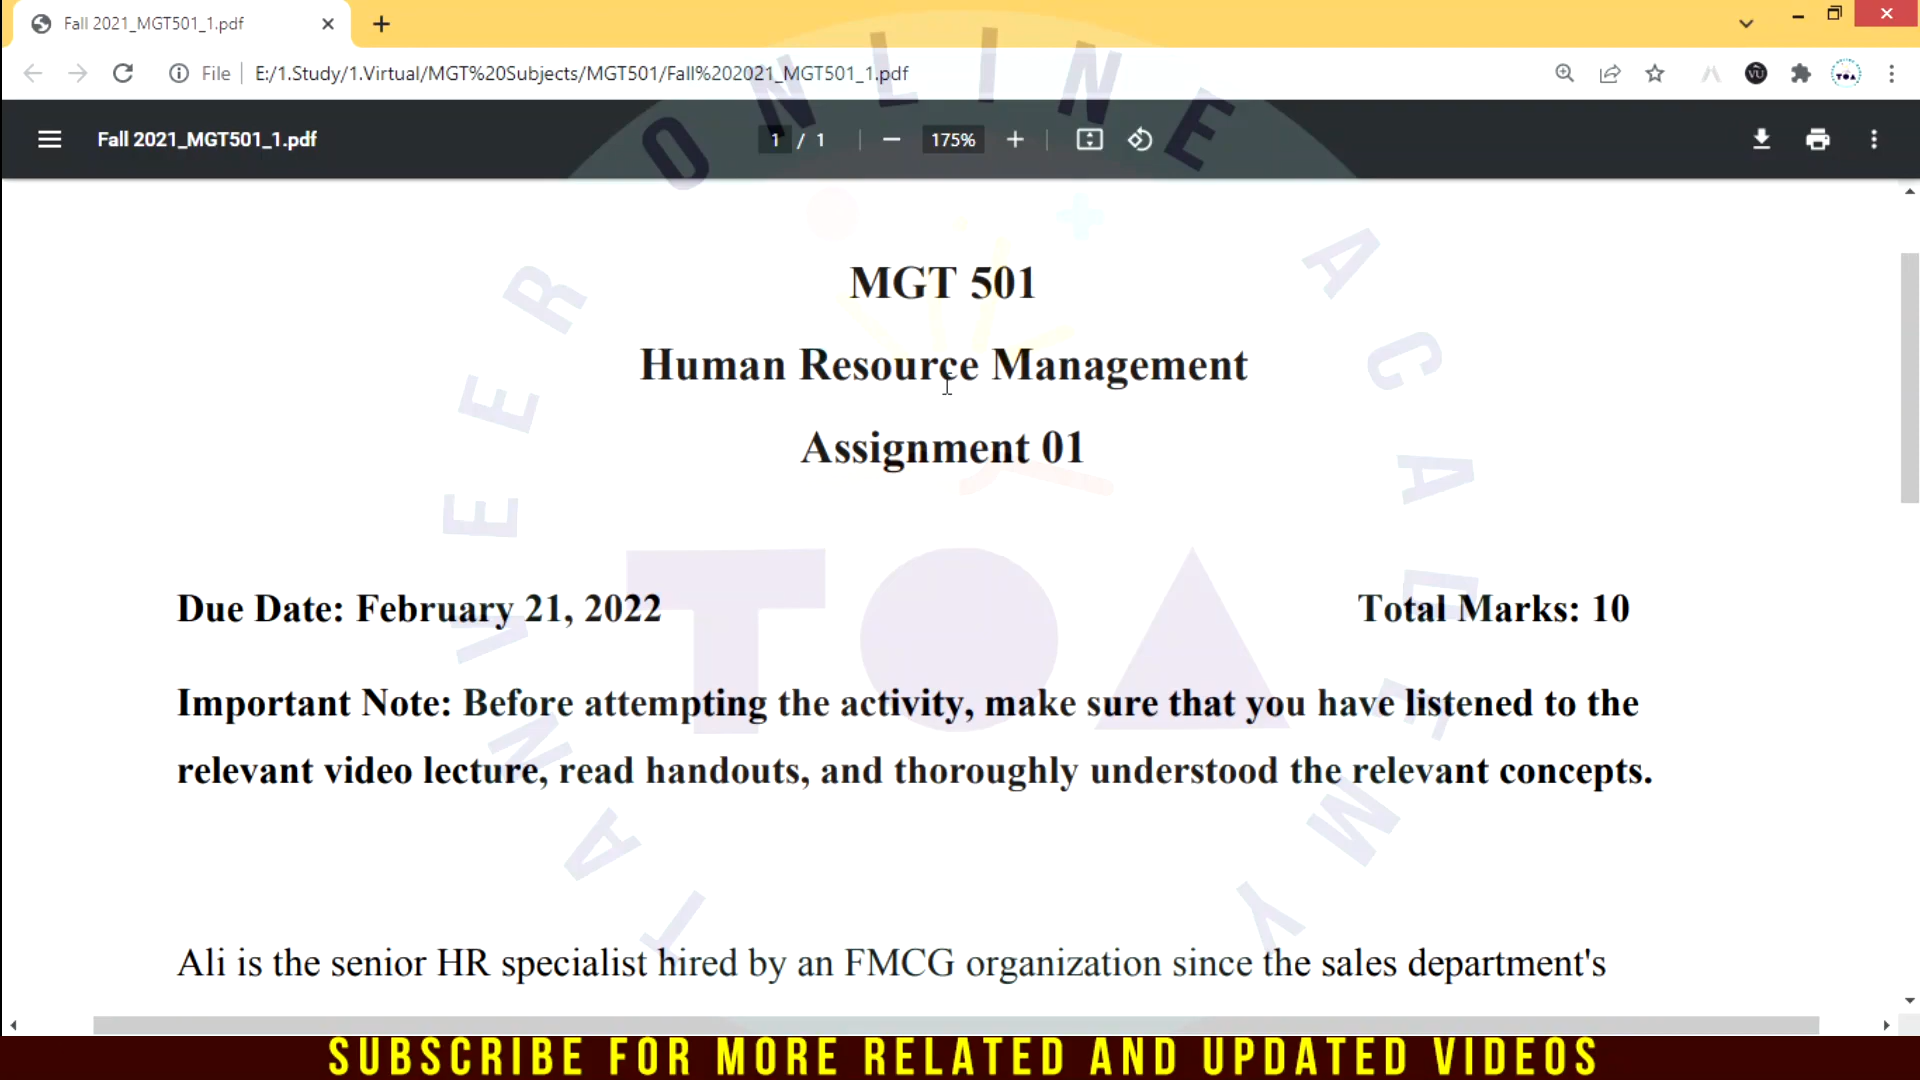 Fall 2021_MGT501_1.pdf
File E:/1.Study/1.Virtual/MGT%20Subjects/MGT501/Fall%202021_MGT501_1.pdf
Fall 2021_MGT501_1.pdf 1 / 1 175%
TANVEER ONLINE ACADEMY
MGT 501
Human Resource Management
Assignment 01
TOA
Due Date: February 21, 2022 Total Marks: 10
Important Note: Before attempting the activity, make sure that you have listened to the
relevant video lecture, read handouts, and thoroughly understood the relevant concepts.
Ali is the senior HR specialist hired by an FMCG organization since the sales department's
SUBSCRIBE FOR MORE RELATED AND UPDATED VIDEOS